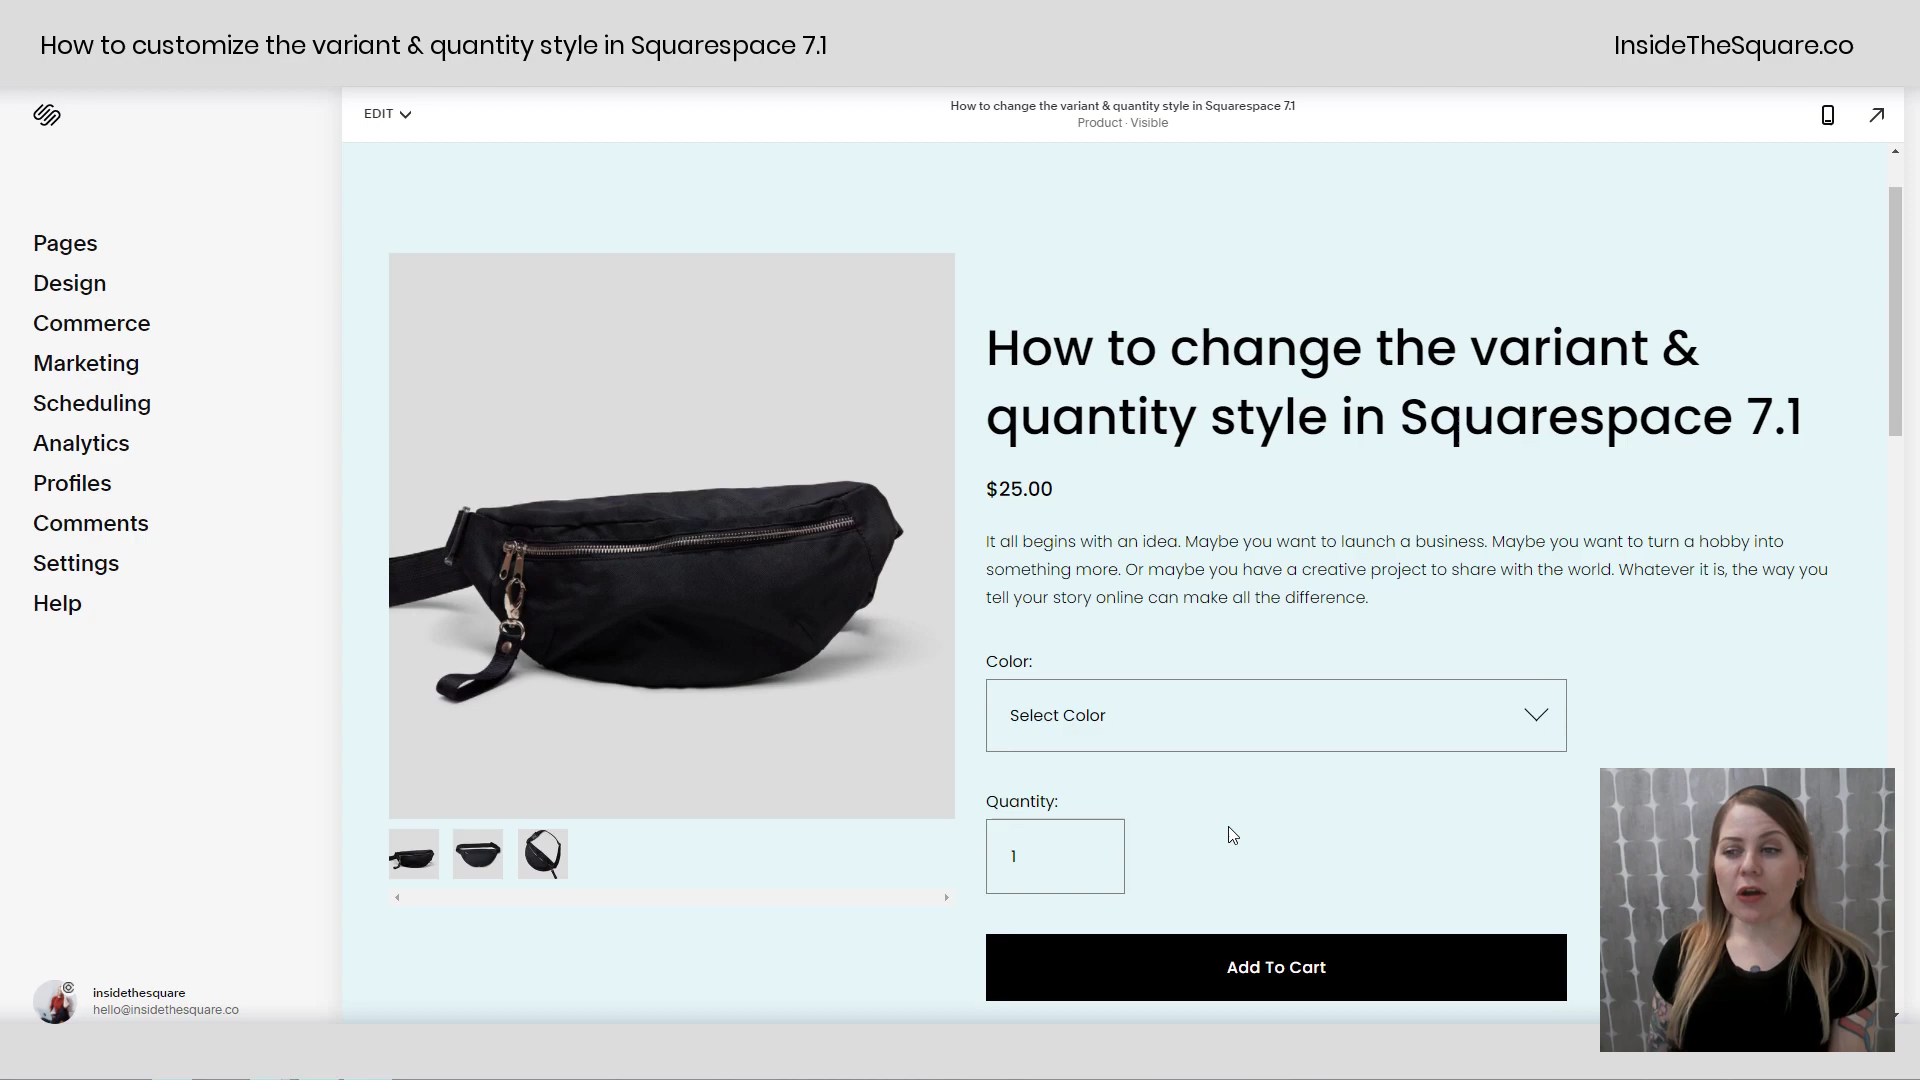 How to customize the variant & quantity style in Squarespace 7.1
InsideTheSquare.co
EDIT
How to change the variant & quantity style in Squarespace 7.1
Product · Visible
Pages
Design
Commerce
Marketing
Scheduling
Analytics
Profiles
Comments
Settings
Help
insidethesquare
hello@insidethesquare.co
How to change the variant &
quantity style in Squarespace 7.1
$25.00
It all begins with an idea. Maybe you want to launch a business. Maybe you want to turn a hobby into
something more. Or maybe you have a creative project to share with the world. Whatever it is, the way you
tell your story online can make all the difference.
Color:
Select Color
Quantity:
1
Add To Cart